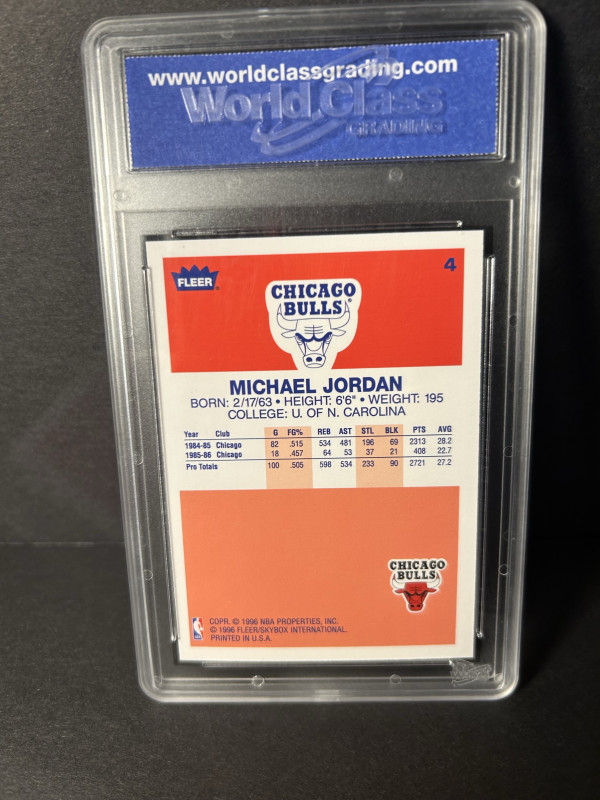 www.worldclassgrading.com
World Class
GRADING
FLEER
4
CHICAGO
BULLS
MICHAEL JORDAN
BORN: 2/17/63 • HEIGHT: 6'6" • WEIGHT: 195
COLLEGE: U. OF N. CAROLINA
Year Club G FG% REB AST STL BLK PTS AVG
1984-85 Chicago 82 .515 534 481 196 69 2313 28.2
1985-86 Chicago 18 .457 64 53 37 21 408 22.7
Pro Totals 100 .505 598 534 233 90 2721 27.2
CHICAGO
BULLS
COPR. © 1996 NBA PROPERTIES, INC.
© 1996 FLEER/SKYBOX INTERNATIONAL.
PRINTED IN U.S.A.